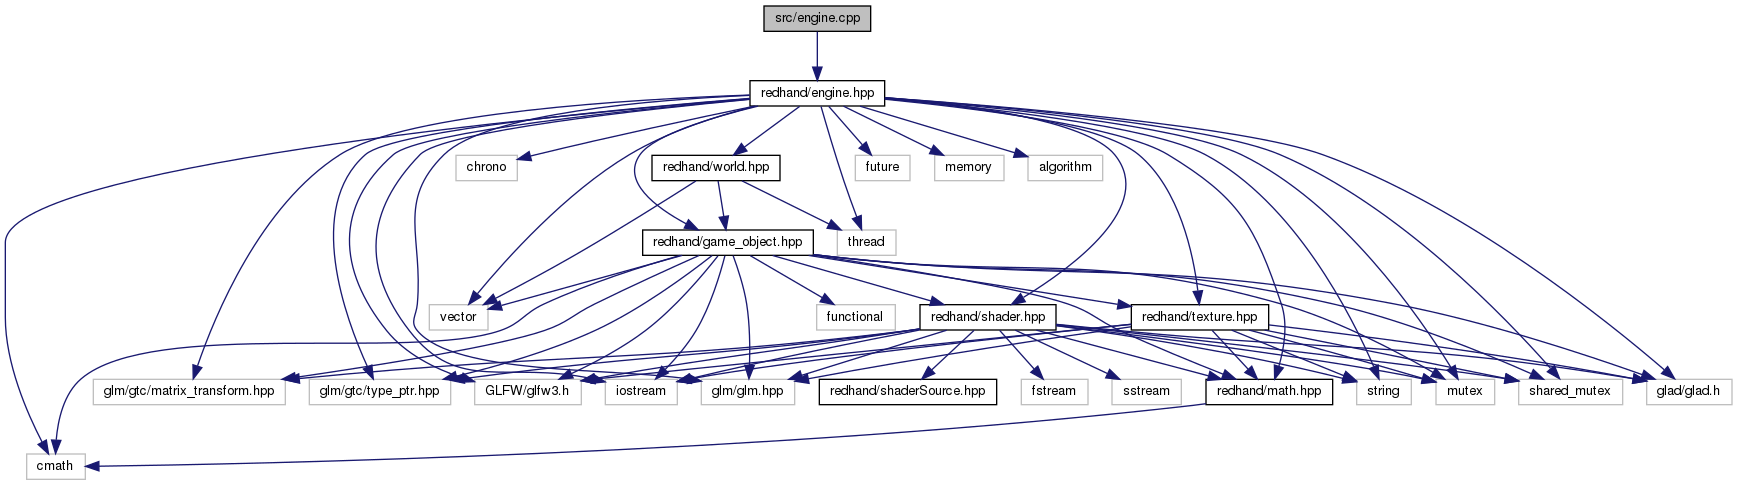 src/engine.cpp
redhand/engine.hpp
chrono
redhand/world.hpp
future
memory
algorithm
redhand/game_object.hpp
thread
vector
functional
redhand/shader.hpp
redhand/texture.hpp
glm/gtc/matrix_transform.hpp
glm/gtc/type_ptr.hpp
GLFW/glfw3.h
iostream
glm/glm.hpp
redhand/shaderSource.hpp
fstream
sstream
redhand/math.hpp
string
mutex
shared_mutex
glad/glad.h
cmath